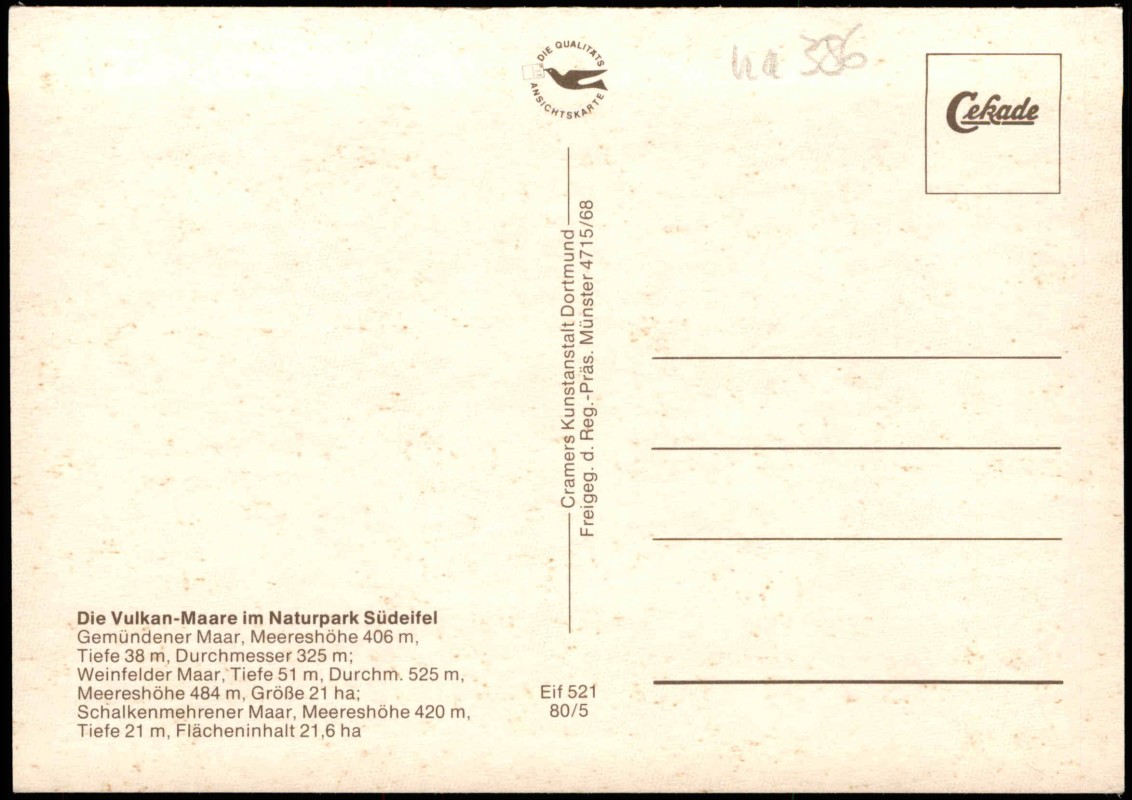 DIE QUALITÄTS
ANSICHTSKARTE
386
Cekade
Cramers Kunstanstalt Dortmund
Freigeg. d. Reg.-Präs. Münster 4715/68
Die Vulkan-Maare im Naturpark Südeifel
Gemündener Maar, Meereshöhe 406 m,
Tiefe 38 m, Durchmesser 325 m;
Weinfelder Maar, Tiefe 51 m, Durchm. 525 m,
Meereshöhe 484 m, Größe 21 ha;
Schalkenmehrener Maar, Meereshöhe 420 m,
Tiefe 21 m, Flächeninhalt 21,6 ha
Eif 521
80/5